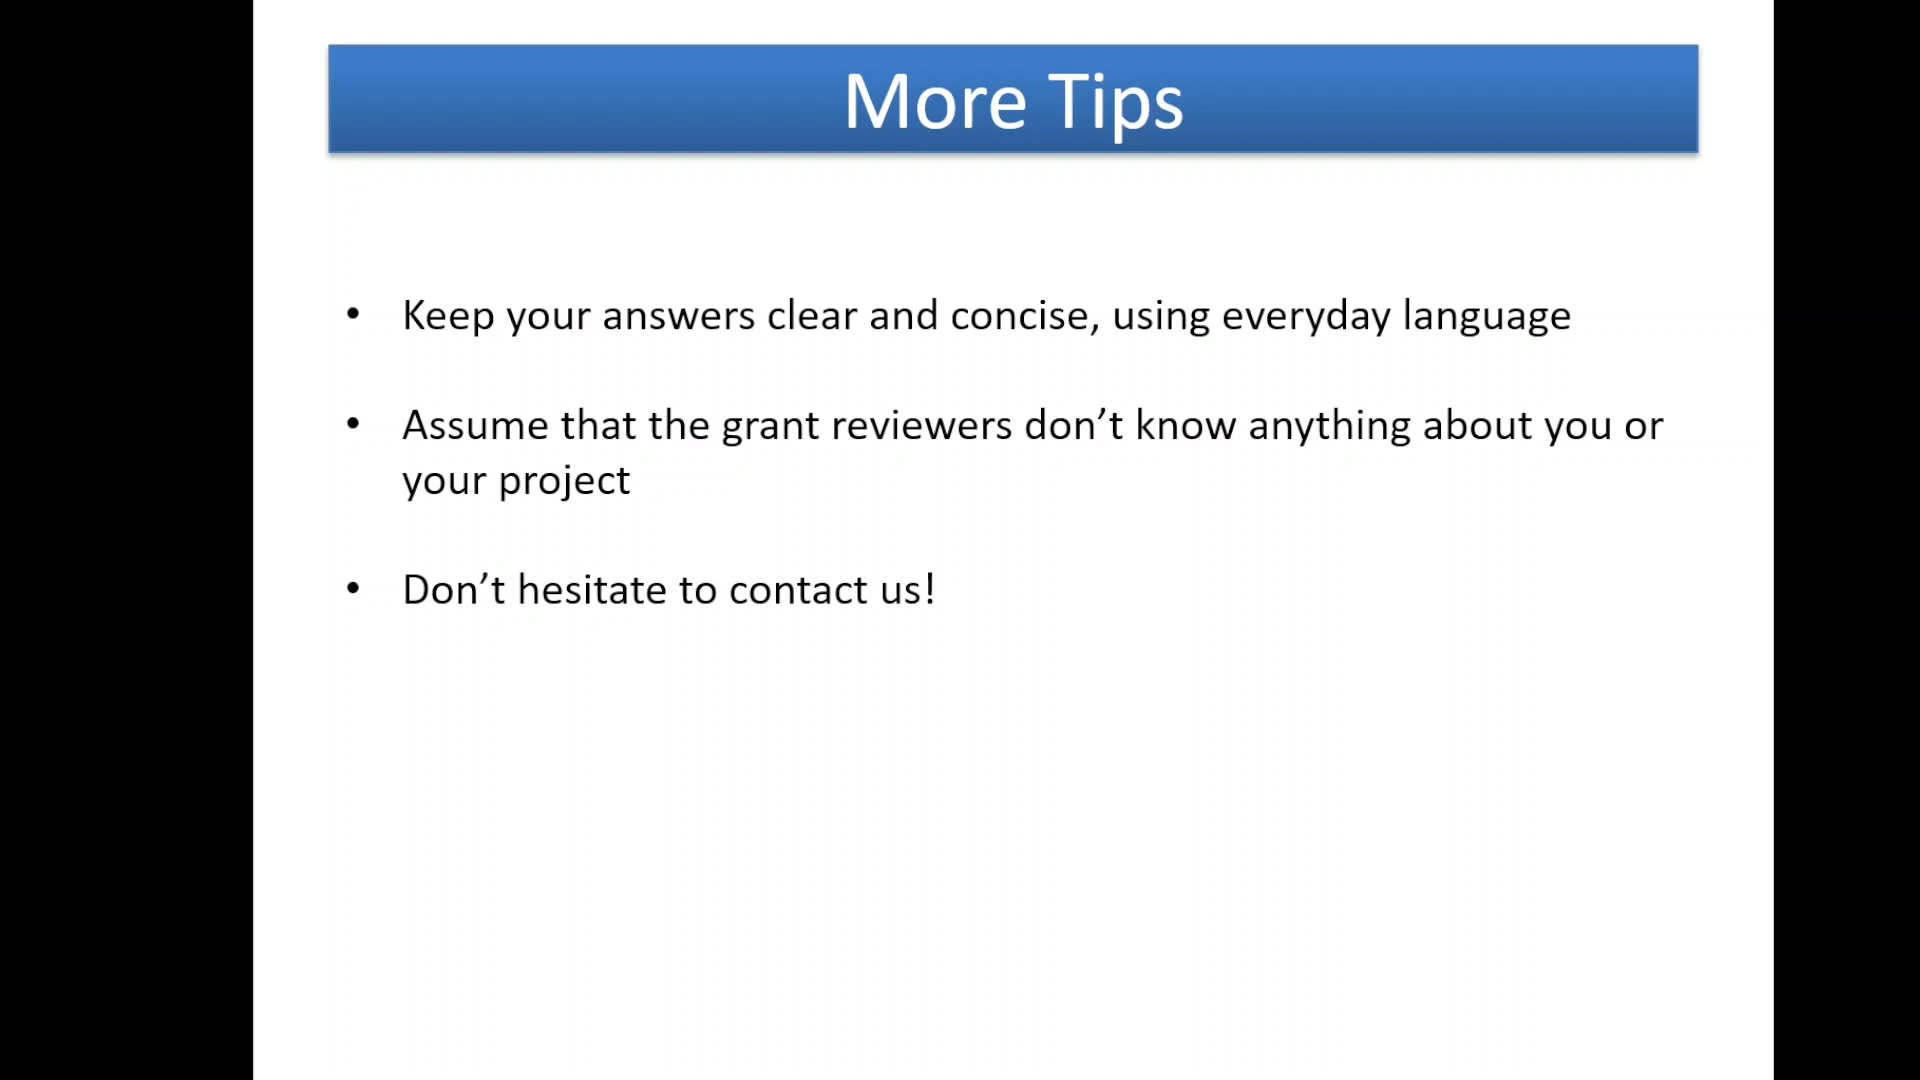 More Tips
• Keep your answers clear and concise, using everyday language
• Assume that the grant reviewers don’t know anything about you or
your project
• Don’t hesitate to contact us!